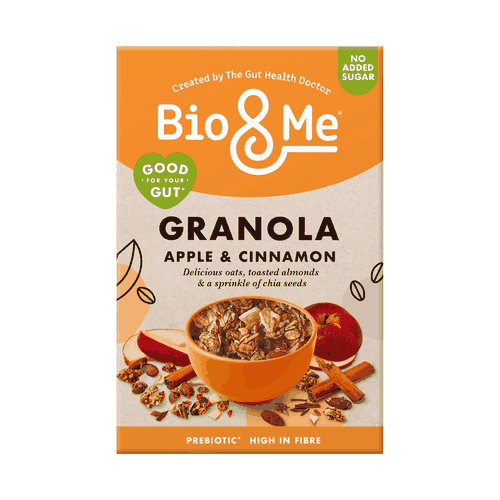 NO
ADDED
SUGAR
Created by The Gut Health Doctor
Bio&Me®
GOOD
• FOR YOUR •
GUT*
GRANOLA
APPLE & CINNAMON
Delicious oats, toasted almonds
& a sprinkle of chia seeds
PREBIOTIC* HIGH IN FIBRE